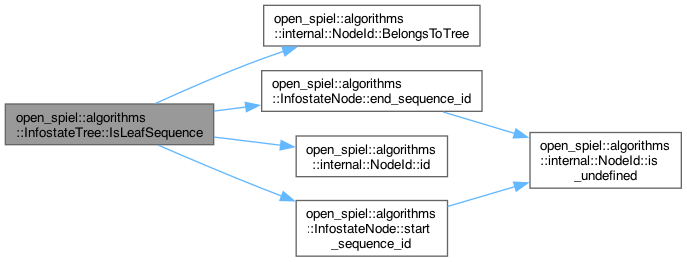 open_spiel::algorithms
::InfostateTree::IsLeafSequence
open_spiel::algorithms
::internal::NodeId::BelongsToTree
open_spiel::algorithms
::InfostateNode::end_sequence_id
open_spiel::algorithms
::internal::NodeId::id
open_spiel::algorithms
::InfostateNode::start
_sequence_id
open_spiel::algorithms
::internal::NodeId::is
_undefined